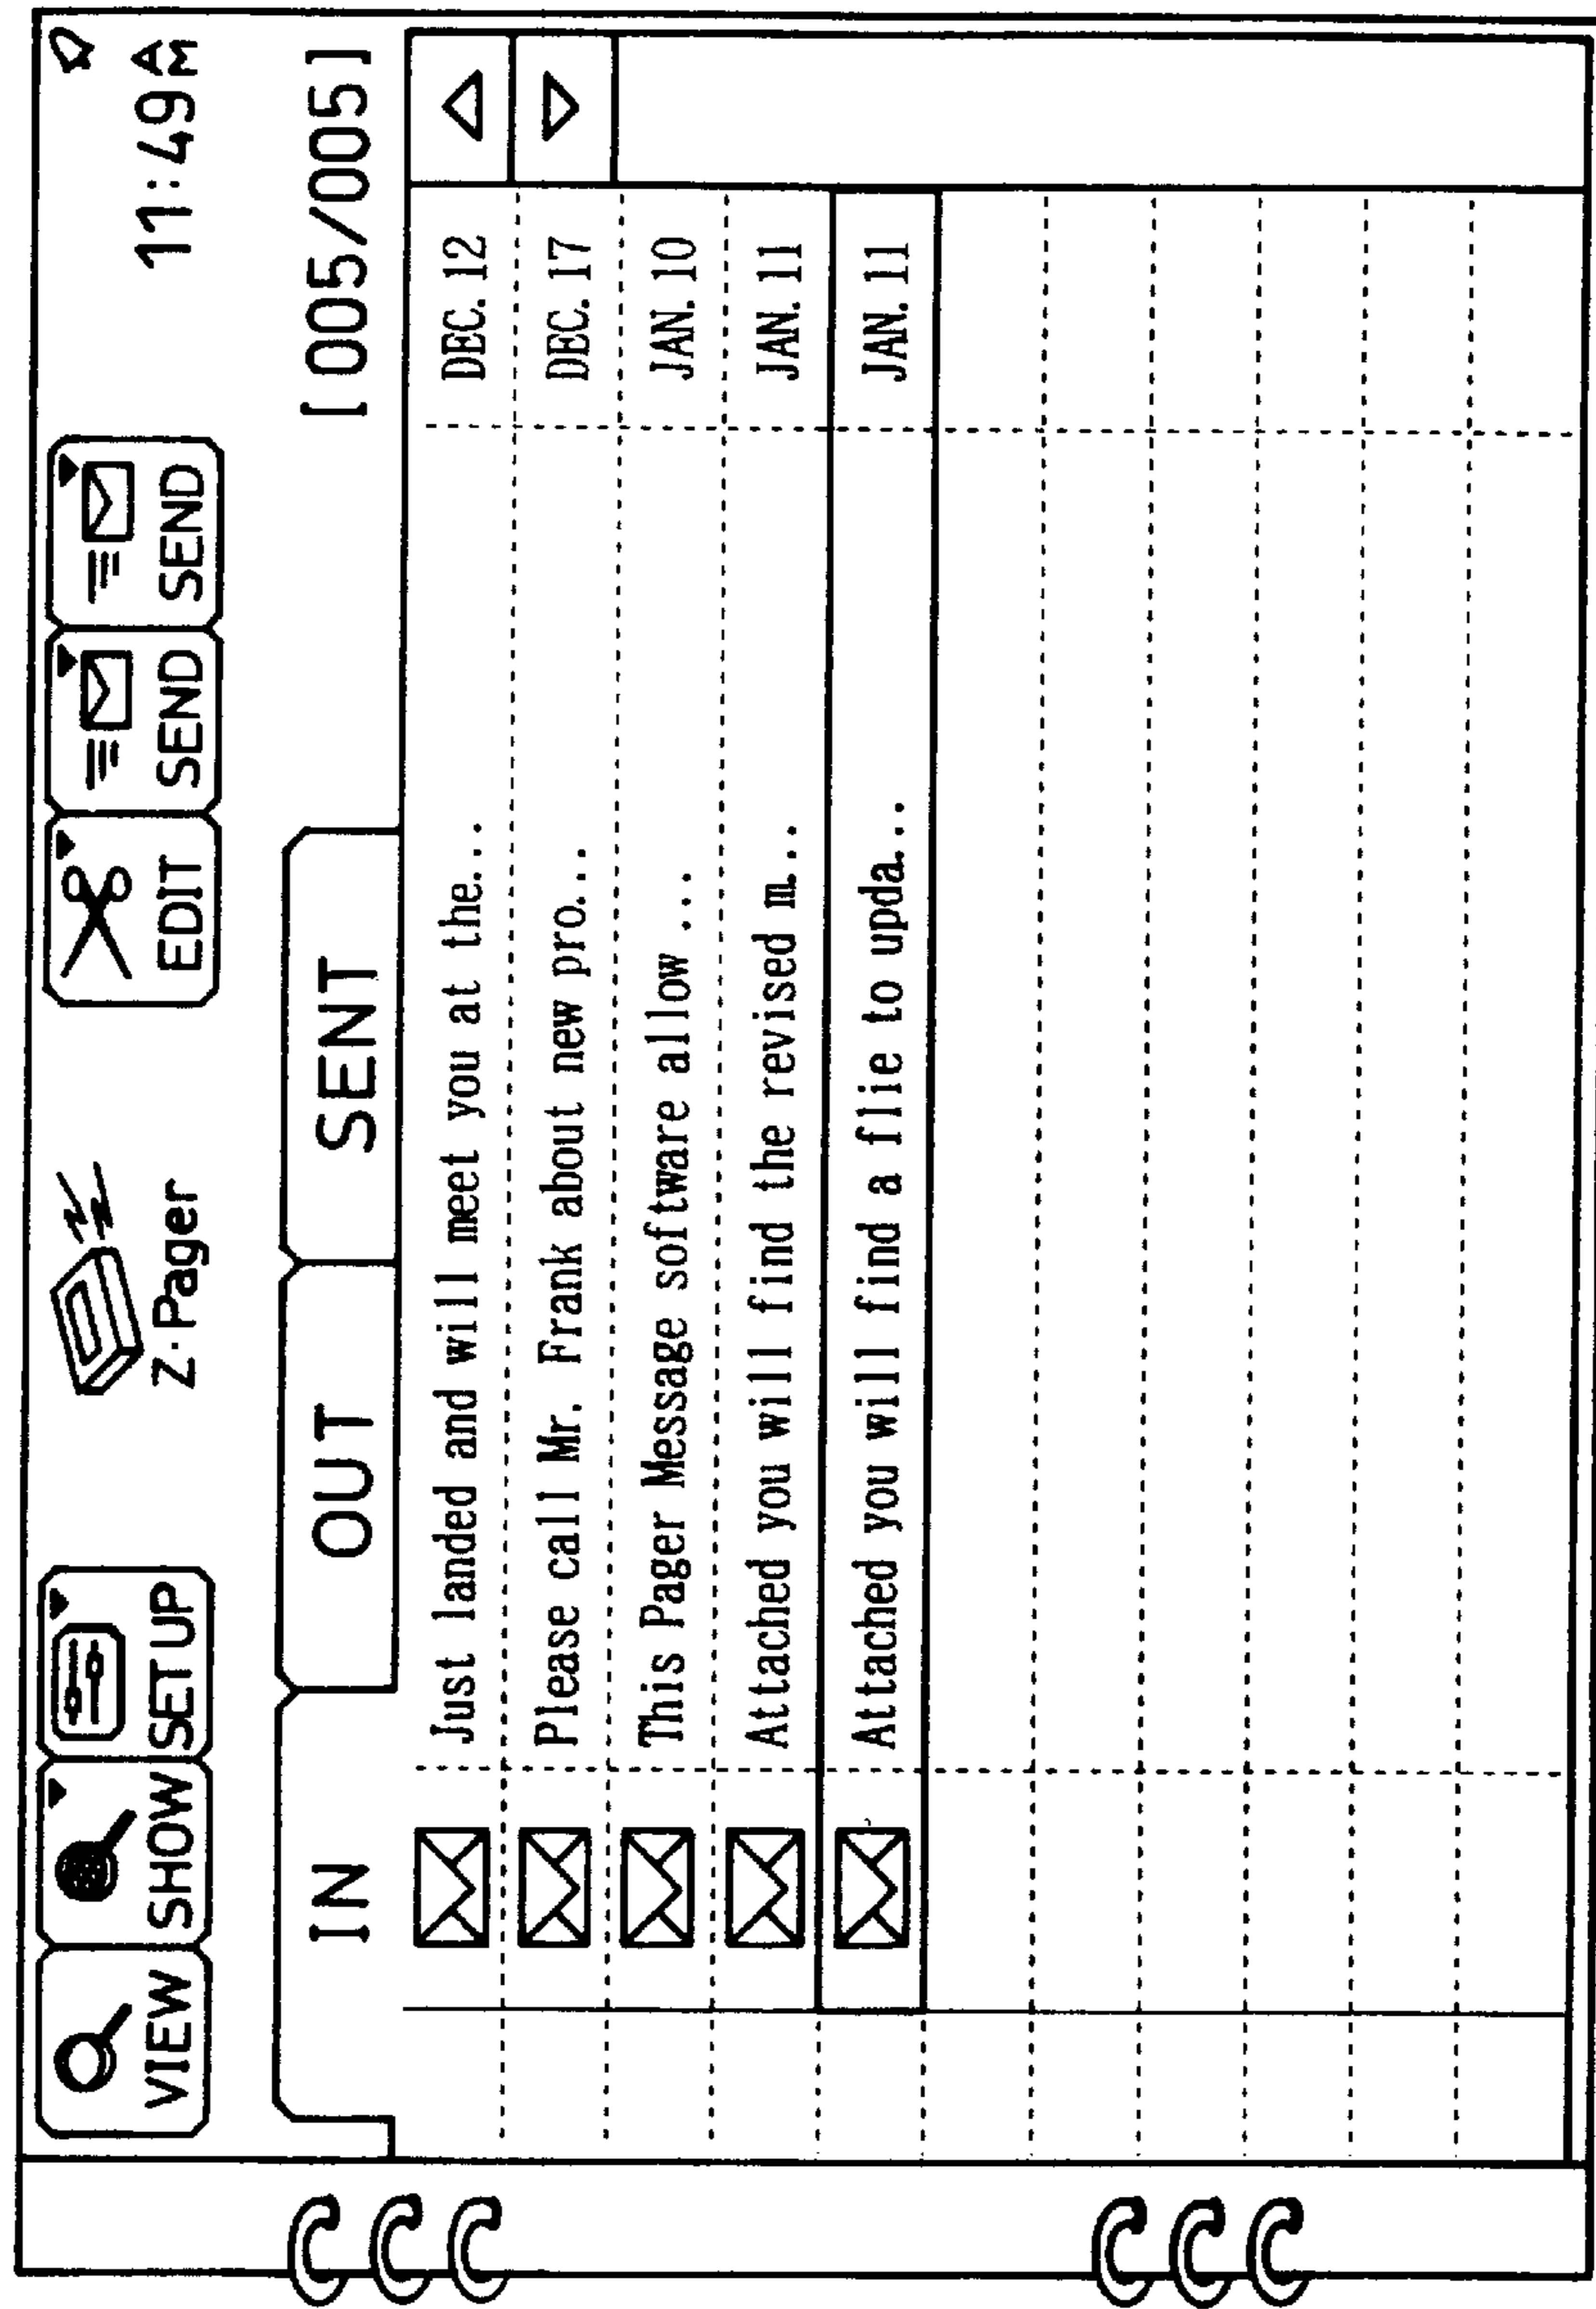 VIEW SHOW SETUP Z·Pager EDIT SEND SEND 11:49 AM
IN OUT SENT [005/005]
Just landed and will meet you at the... DEC. 12
Please call Mr. Frank about new pro... DEC. 17
This Pager Message software allow ... JAN. 10
Attached you will find the revised m... JAN. 11
Attached you will find a flie to upda... JAN. 11